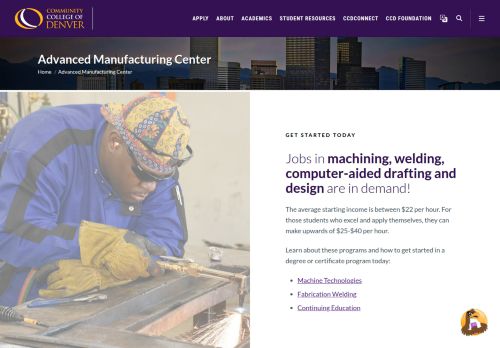 COMMUNITY
COLLEGE OF
DENVER
APPLY ABOUT ACADEMICS STUDENT RESOURCES CCDCONNECT CCD FOUNDATION
Advanced Manufacturing Center
Home / Advanced Manufacturing Center
GET STARTED TODAY
Jobs in machining, welding,
computer-aided drafting and
design are in demand!
The average starting income is between $22 per hour. For
those students who excel and apply themselves, they can
make upwards of $25-$40 per hour.
Learn about these programs and how to get started in a
degree or certificate program today:
Machine Technologies
Fabrication Welding
Continuing Education